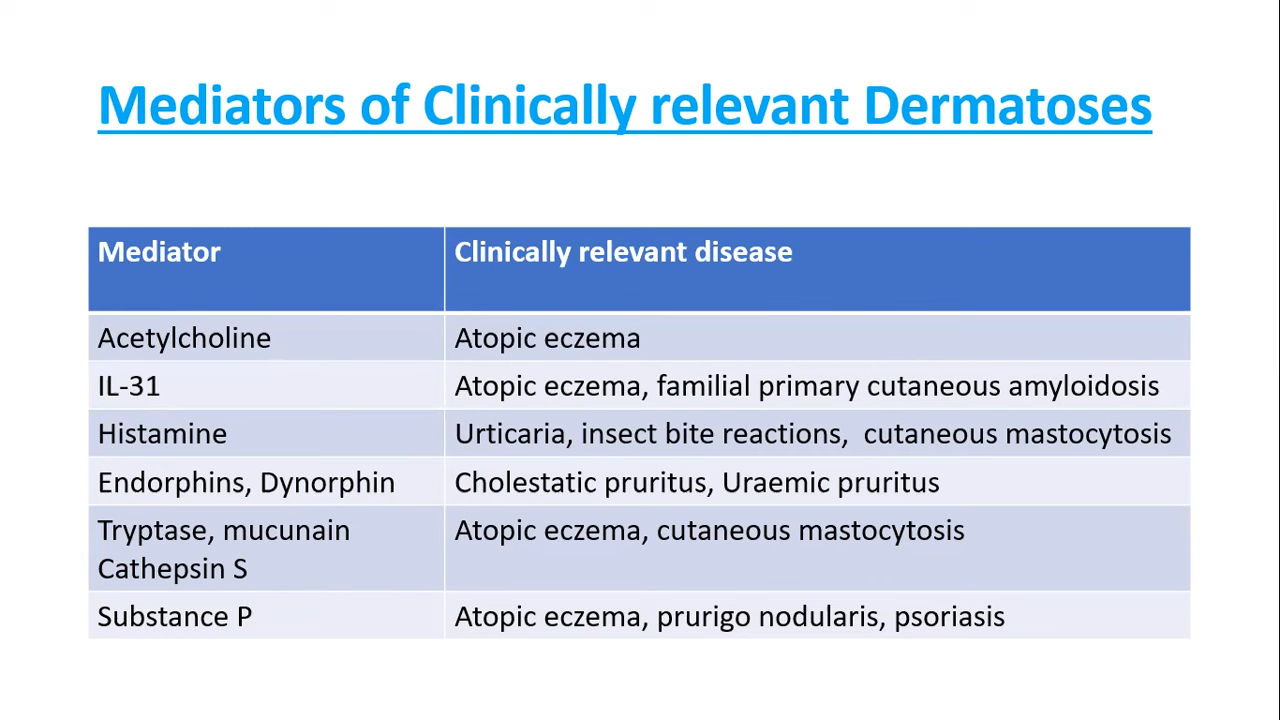 Mediators of Clinically relevant Dermatoses
Mediator Clinically relevant disease
Acetylcholine Atopic eczema
IL-31 Atopic eczema, familial primary cutaneous amyloidosis
Histamine Urticaria, insect bite reactions,  cutaneous mastocytosis
Endorphins, Dynorphin Cholestatic pruritus, Uraemic pruritus
Tryptase, mucunain Atopic eczema, cutaneous mastocytosis
Cathepsin S
Substance P Atopic eczema, prurigo nodularis, psoriasis